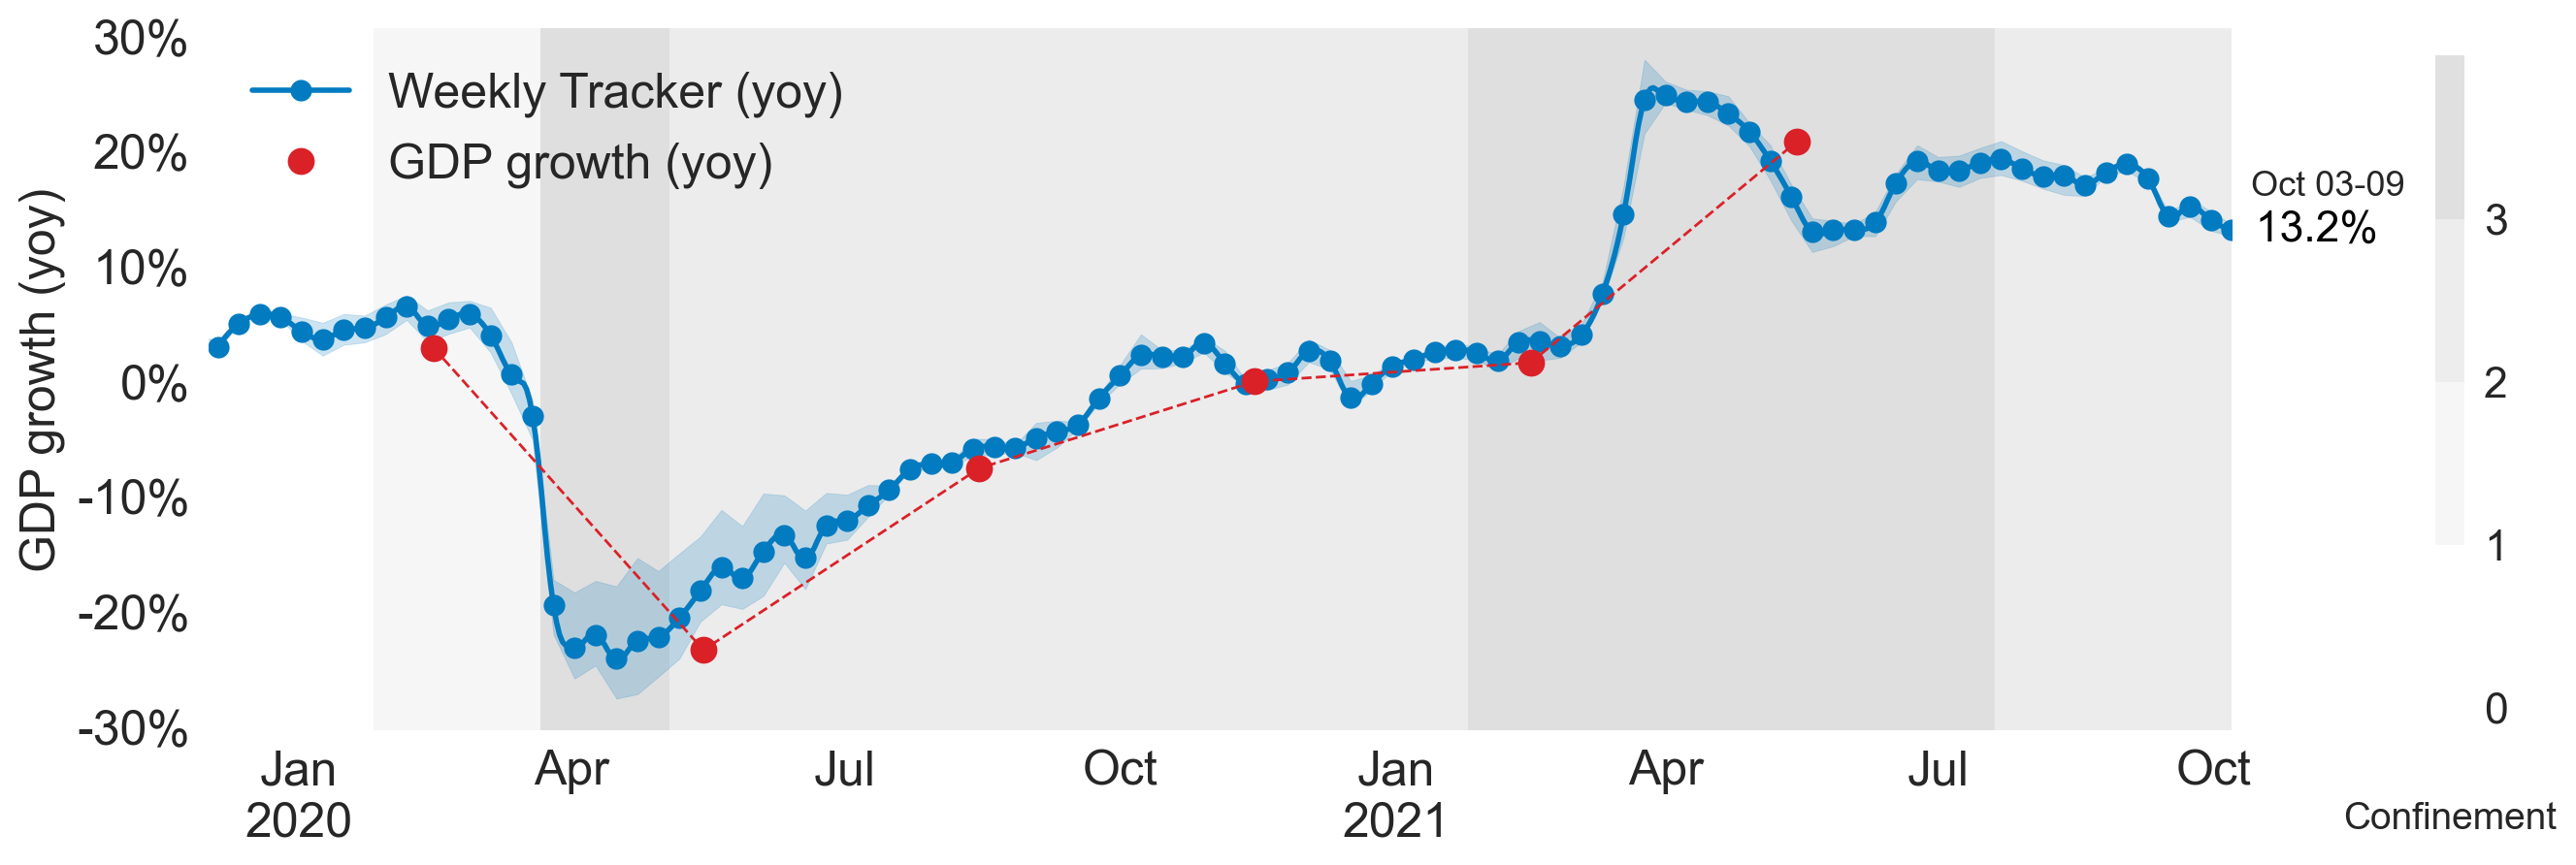 30%
20%
10%
0%
-10%
-20%
-30%
GDP growth (yoy)
Weekly Tracker (yoy)
GDP growth (yoy)
Oct 03-09
13.2%
3
2
1
0
Jan Apr Jul Oct Jan Apr Jul Oct
2020 2021
Confinement